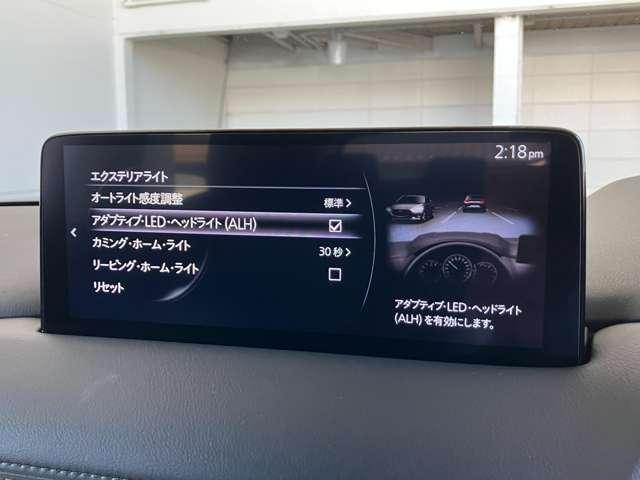 2:18pm
エクステリアライト
オートライト感度調整 標準
アダプティブ・LED・ヘッドライト(ALH)
カミング・ホーム・ライト 30秒
リービング・ホーム・ライト
リセット
アダプティブ・LED・ヘッドライト
(ALH)を有効にします。